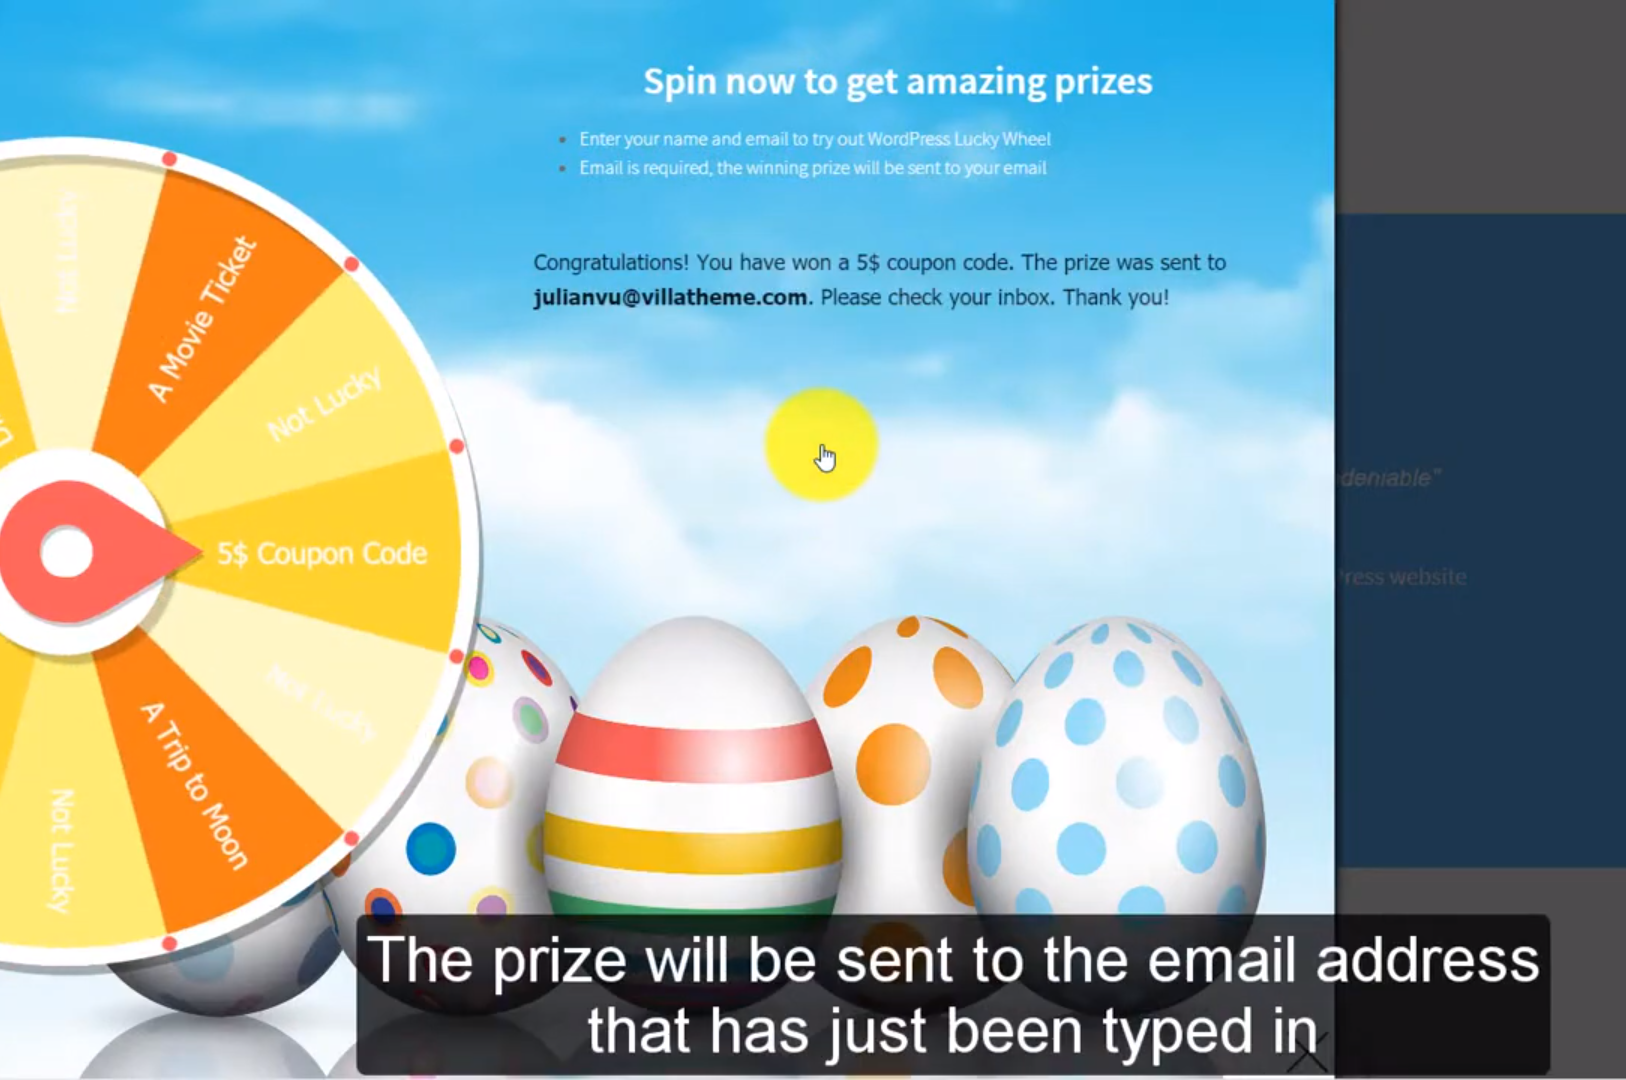 Spin now to get amazing prizes
Enter your name and email to try out WordPress Lucky Wheel
Email is required, the winning prize will be sent to your email
Congratulations! You have won a 5$ coupon code. The prize was sent to
julianvu@villatheme.com. Please check your inbox. Thank you!
Not Lucky
A Movie Ticket
Not Lucky
5$ Coupon Code
Not Lucky
A Trip to Moon
Not Lucky
deniable"
ress website
The prize will be sent to the email address
that has just been typed in